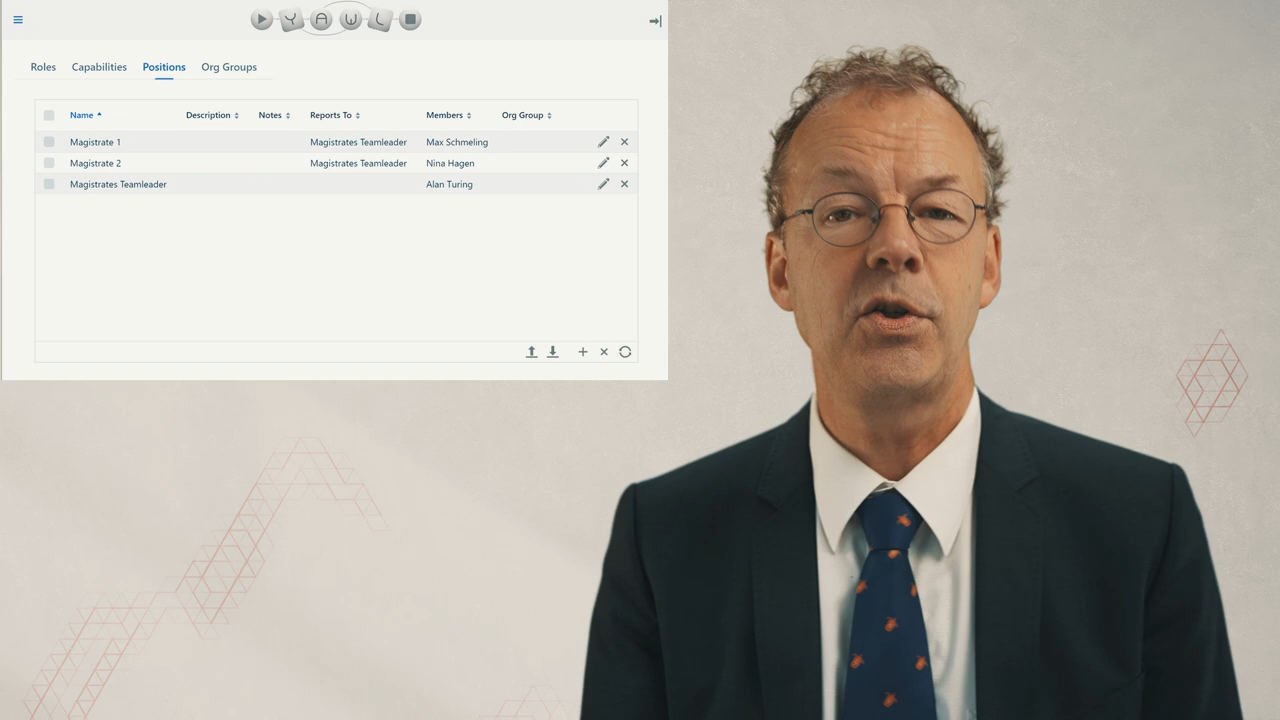 YAWL
Roles Capabilities Positions Org Groups
Name Description Notes Reports To Members Org Group
Magistrate 1 Magistrates Teamleader Max Schmeling
Magistrate 2 Magistrates Teamleader Nina Hagen
Magistrates Teamleader Alan Turing